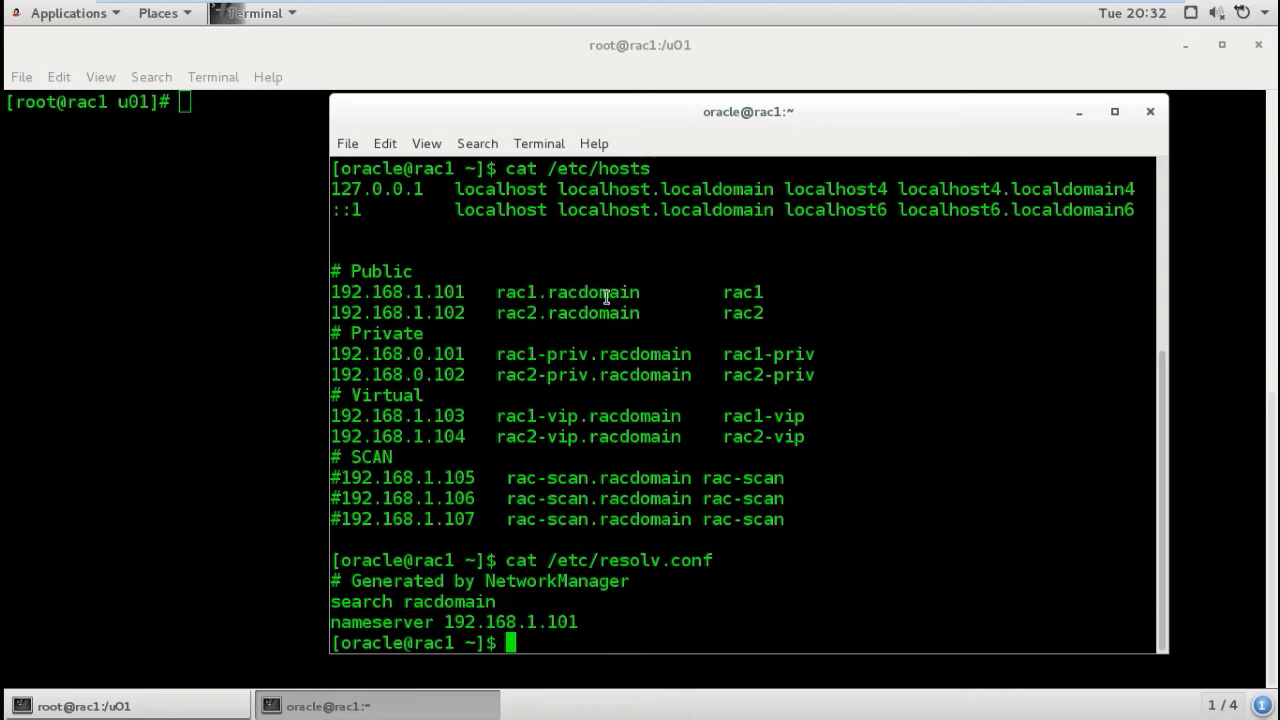 Applications Places Terminal Tue 20:32
root@rac1:/u01
File Edit View Search Terminal Help
[root@rac1 u01]#
oracle@rac1:~
File Edit View Search Terminal Help
[oracle@rac1 ~]$ cat /etc/hosts
127.0.0.1   localhost localhost.localdomain localhost4 localhost4.localdomain4
::1         localhost localhost.localdomain localhost6 localhost6.localdomain6
# Public
192.168.1.101   rac1.racdomain        rac1
192.168.1.102   rac2.racdomain        rac2
# Private
192.168.0.101   rac1-priv.racdomain   rac1-priv
192.168.0.102   rac2-priv.racdomain   rac2-priv
# Virtual
192.168.1.103   rac1-vip.racdomain    rac1-vip
192.168.1.104   rac2-vip.racdomain    rac2-vip
# SCAN
#192.168.1.105   rac-scan.racdomain rac-scan
#192.168.1.106   rac-scan.racdomain rac-scan
#192.168.1.107   rac-scan.racdomain rac-scan
[oracle@rac1 ~]$ cat /etc/resolv.conf
# Generated by NetworkManager
search racdomain
nameserver 192.168.1.101
[oracle@rac1 ~]$
root@rac1:/u01 oracle@rac1:~ 1 / 4 1